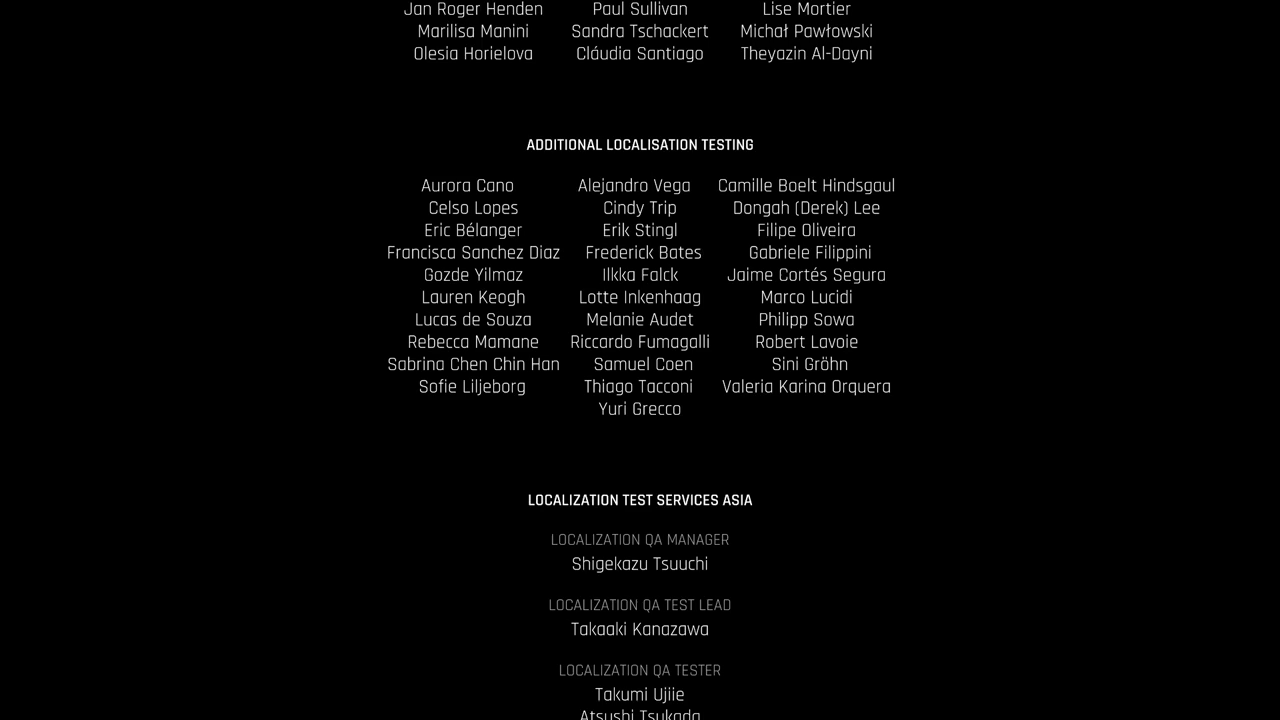 Jan Roger Henden Paul Sullivan Lise Mortier
Marilisa Manini Sandra Tschackert Michał Pawłowski
Olesia Horielova Cláudia Santiago Theyazin Al-Dayni
ADDITIONAL LOCALISATION TESTING
Aurora Cano Alejandro Vega Camille Boelt Hindsgaul
Celso Lopes Cindy Trip Dongah (Derek) Lee
Eric Bélanger Erik Stingl Filipe Oliveira
Francisca Sanchez Diaz Frederick Bates Gabriele Filippini
Gozde Yilmaz Ilkka Falck Jaime Cortés Segura
Lauren Keogh Lotte Inkenhaag Marco Lucidi
Lucas de Souza Melanie Audet Philipp Sowa
Rebecca Mamane Riccardo Fumagalli Robert Lavoie
Sabrina Chen Chin Han Samuel Coen Sini Gröhn
Sofie Liljeborg Thiago Tacconi Valeria Karina Orquera
Yuri Grecco
LOCALIZATION TEST SERVICES ASIA
LOCALIZATION QA MANAGER
Shigekazu Tsuuchi
LOCALIZATION QA TEST LEAD
Takaaki Kanazawa
LOCALIZATION QA TESTER
Takumi Ujiie
Atsushi Tsukada